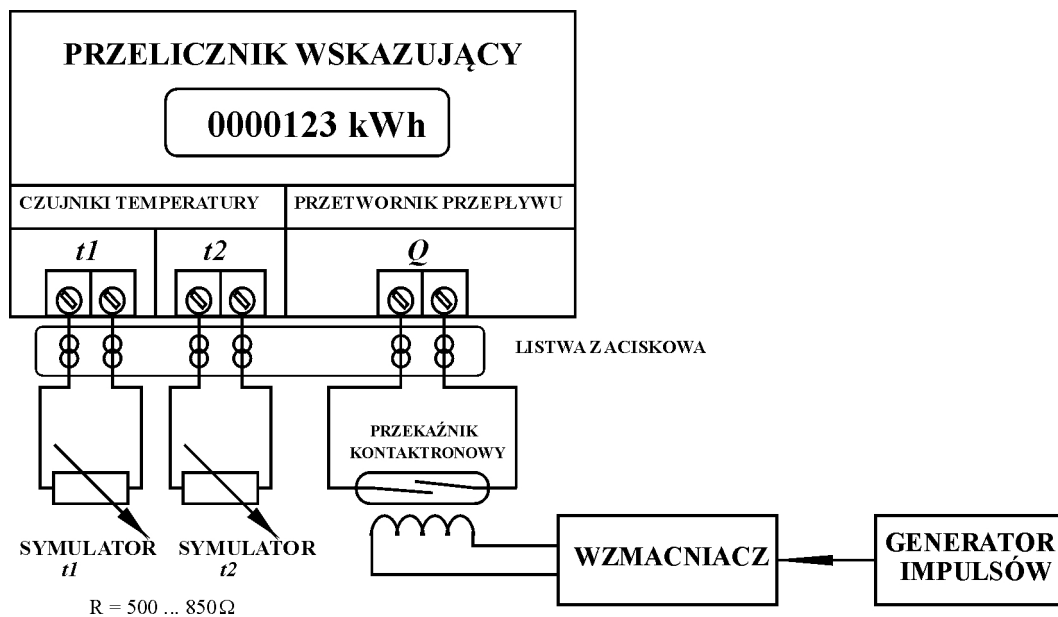 PRZELICZNIK WSKAZUJĄCY
0000123 kWh
CZUJNIKI TEMPERATURY
PRZETWORNIK PRZEPŁYWU
t1
t2
Q
LISTWA ZACISKOWA
PRZEKAŹNIK
KONTAKTRONOWY
SYMULATOR
t1
SYMULATOR
t2
R = 500 ... 850Ω
WZMACNIACZ
GENERATOR
IMPULSÓW